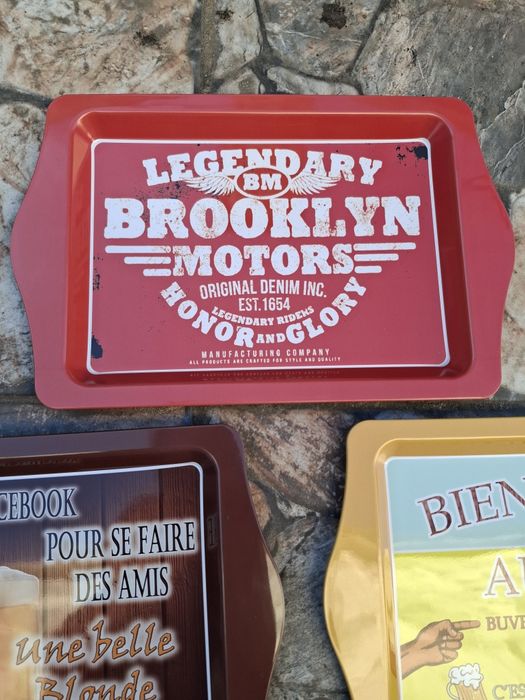 LEGENDARY
BM
BROOKLYN
MOTORS
ORIGINAL DENIM INC.
EST. 1654
LEGENDARY RIDERS
HONOR AND GLORY
MANUFACTURING COMPANY
ALL PRODUCTS ARE CRAFTED FOR STYLE AND QUALITY
CEBOOK
POUR SE FAIRE
DES AMIS
une belle
Blonde
BIEN
A
BUVE
C'ES